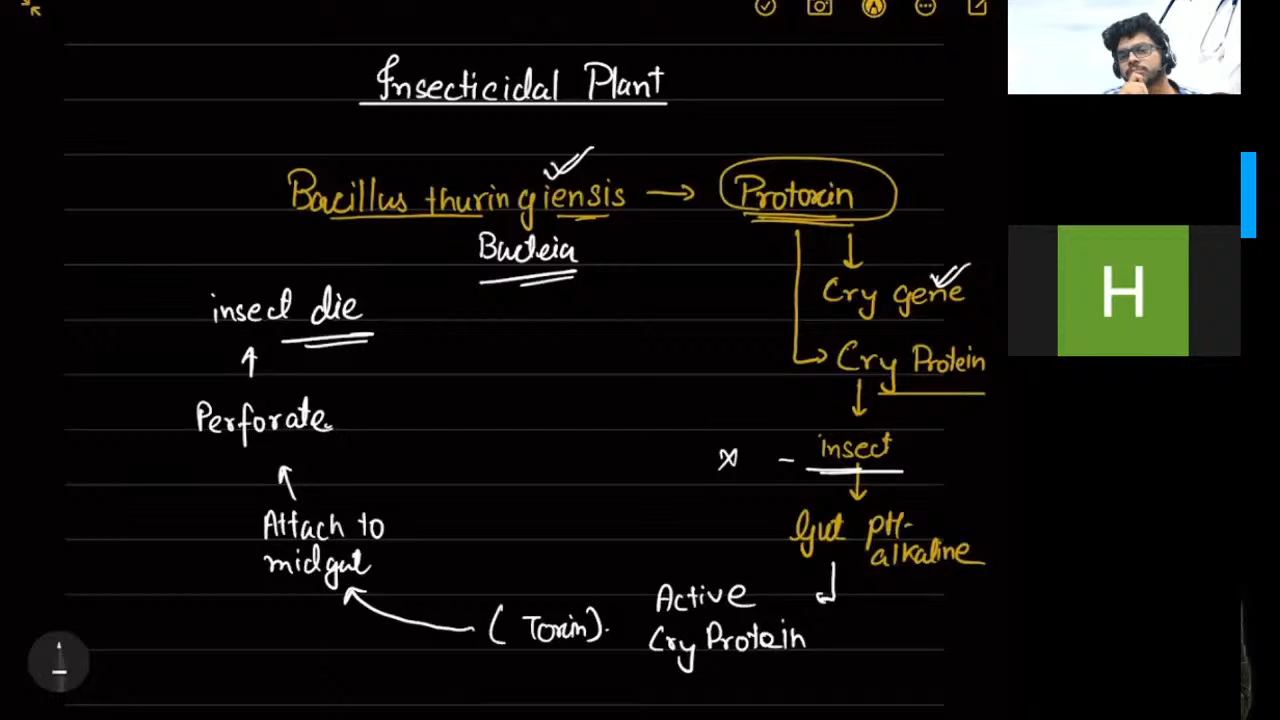 Insecticidal Plant
Bacillus thuringiensis → Protoxin
Bacteia
Cry gene
insect die
Cry Protein
Perforate
insect
Attach to
midgut
Gut pH-
alkaline
Active
Cry Protein
(Toxin).
H